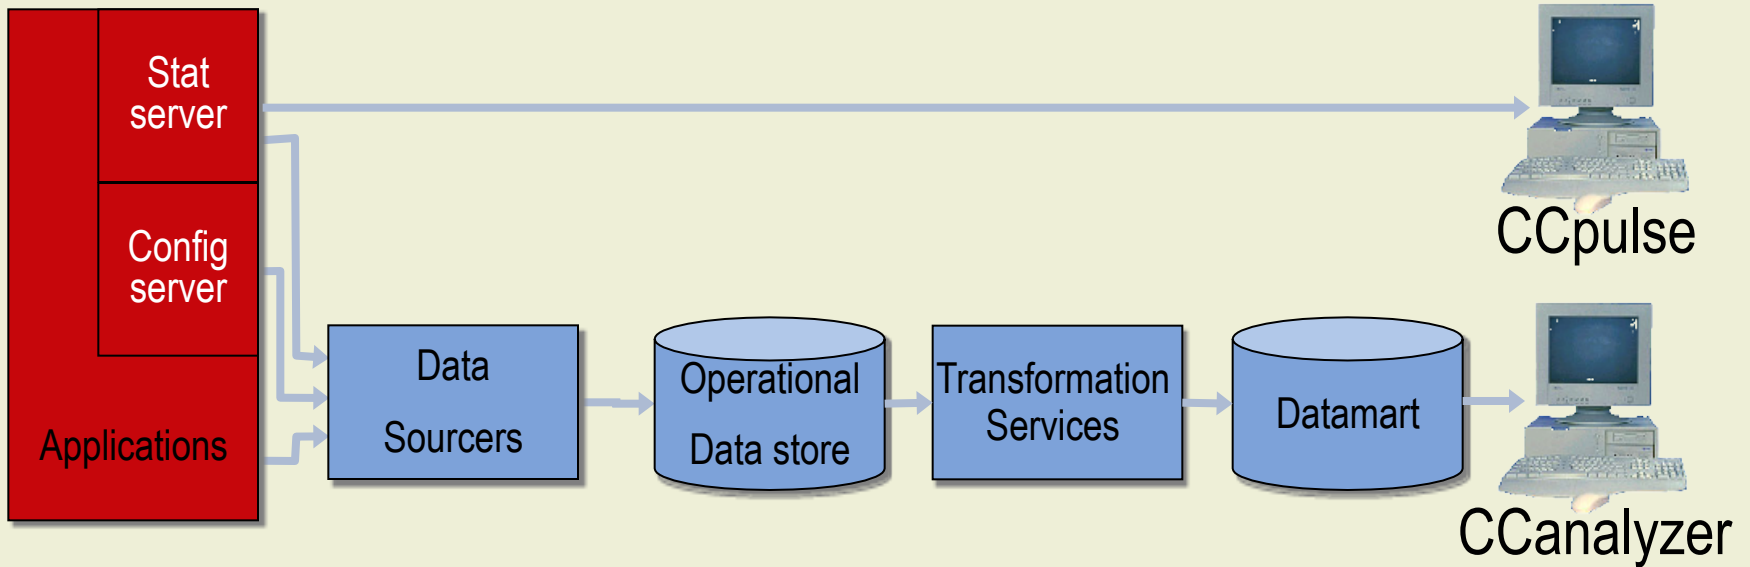 Stat
server
CCpulse
Config
server
Applications
Data
Sourcers
Operational
Data store
Transformation
Services
Datamart
CCanalyzer